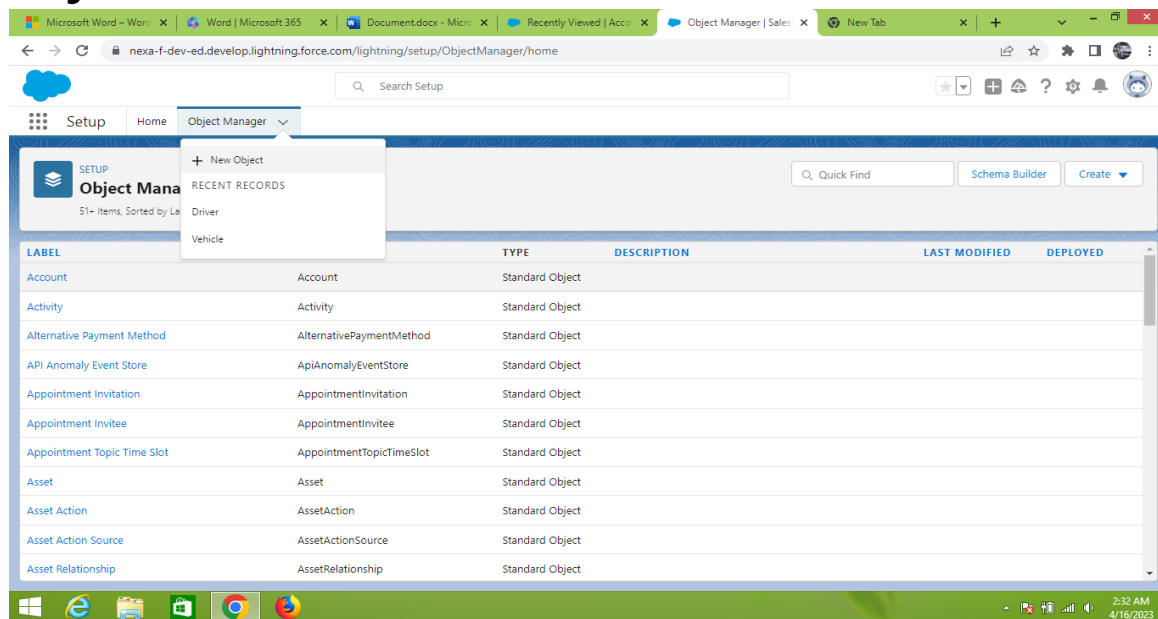 Microsoft Word – Word
Word | Microsoft 365
Document.docx - Micro
Recently Viewed | Acco
Object Manager | Sales
New Tab
nexa-f-dev-ed.develop.lightning.force.com/lightning/setup/ObjectManager/home
Search Setup
Setup Home Object Manager
New Object
RECENT RECORDS
Driver
Vehicle
SETUP
Object Mana
51+ Items, Sorted by La
Quick Find
Schema Builder
Create
LABEL TYPE DESCRIPTION LAST MODIFIED DEPLOYED
Account Account Standard Object
Activity Activity Standard Object
Alternative Payment Method AlternativePaymentMethod Standard Object
API Anomaly Event Store ApiAnomalyEventStore Standard Object
Appointment Invitation AppointmentInvitation Standard Object
Appointment Invitee AppointmentInvitee Standard Object
Appointment Topic Time Slot AppointmentTopicTimeSlot Standard Object
Asset Asset Standard Object
Asset Action AssetAction Standard Object
Asset Action Source AssetActionSource Standard Object
Asset Relationship AssetRelationship Standard Object
2:32 AM
4/16/2023